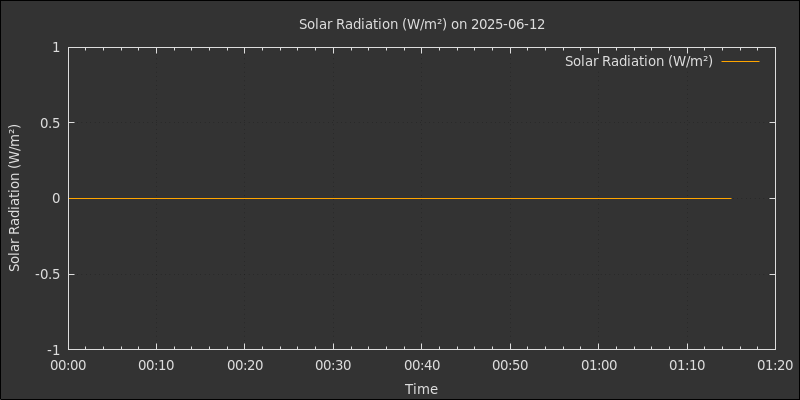 Solar Radiation (W/m²) on 2025-06-12
Solar Radiation (W/m²)
1
0.5
0
-0.5
-1
Solar Radiation (W/m²)
00:00 00:10 00:20 00:30 00:40 00:50 01:00 01:10 01:20
Time